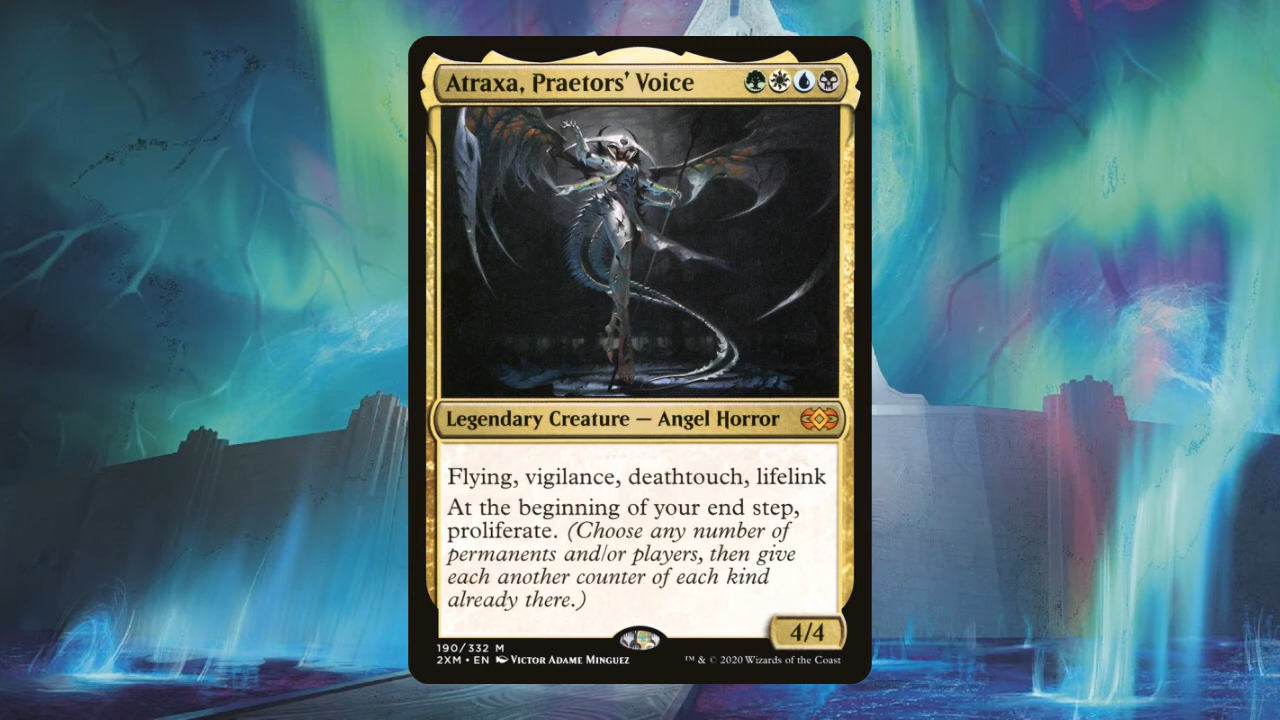 Atraxa, Praetors' Voice
Legendary Creature — Angel Horror
Flying, vigilance, deathtouch, lifelink
At the beginning of your end step,
proliferate. (Choose any number of
permanents and/or players, then give
each another counter of each kind
already there.)
4/4
190/332 M
2XM • EN Victor Adame Minguez
™ & © 2020 Wizards of the Coast